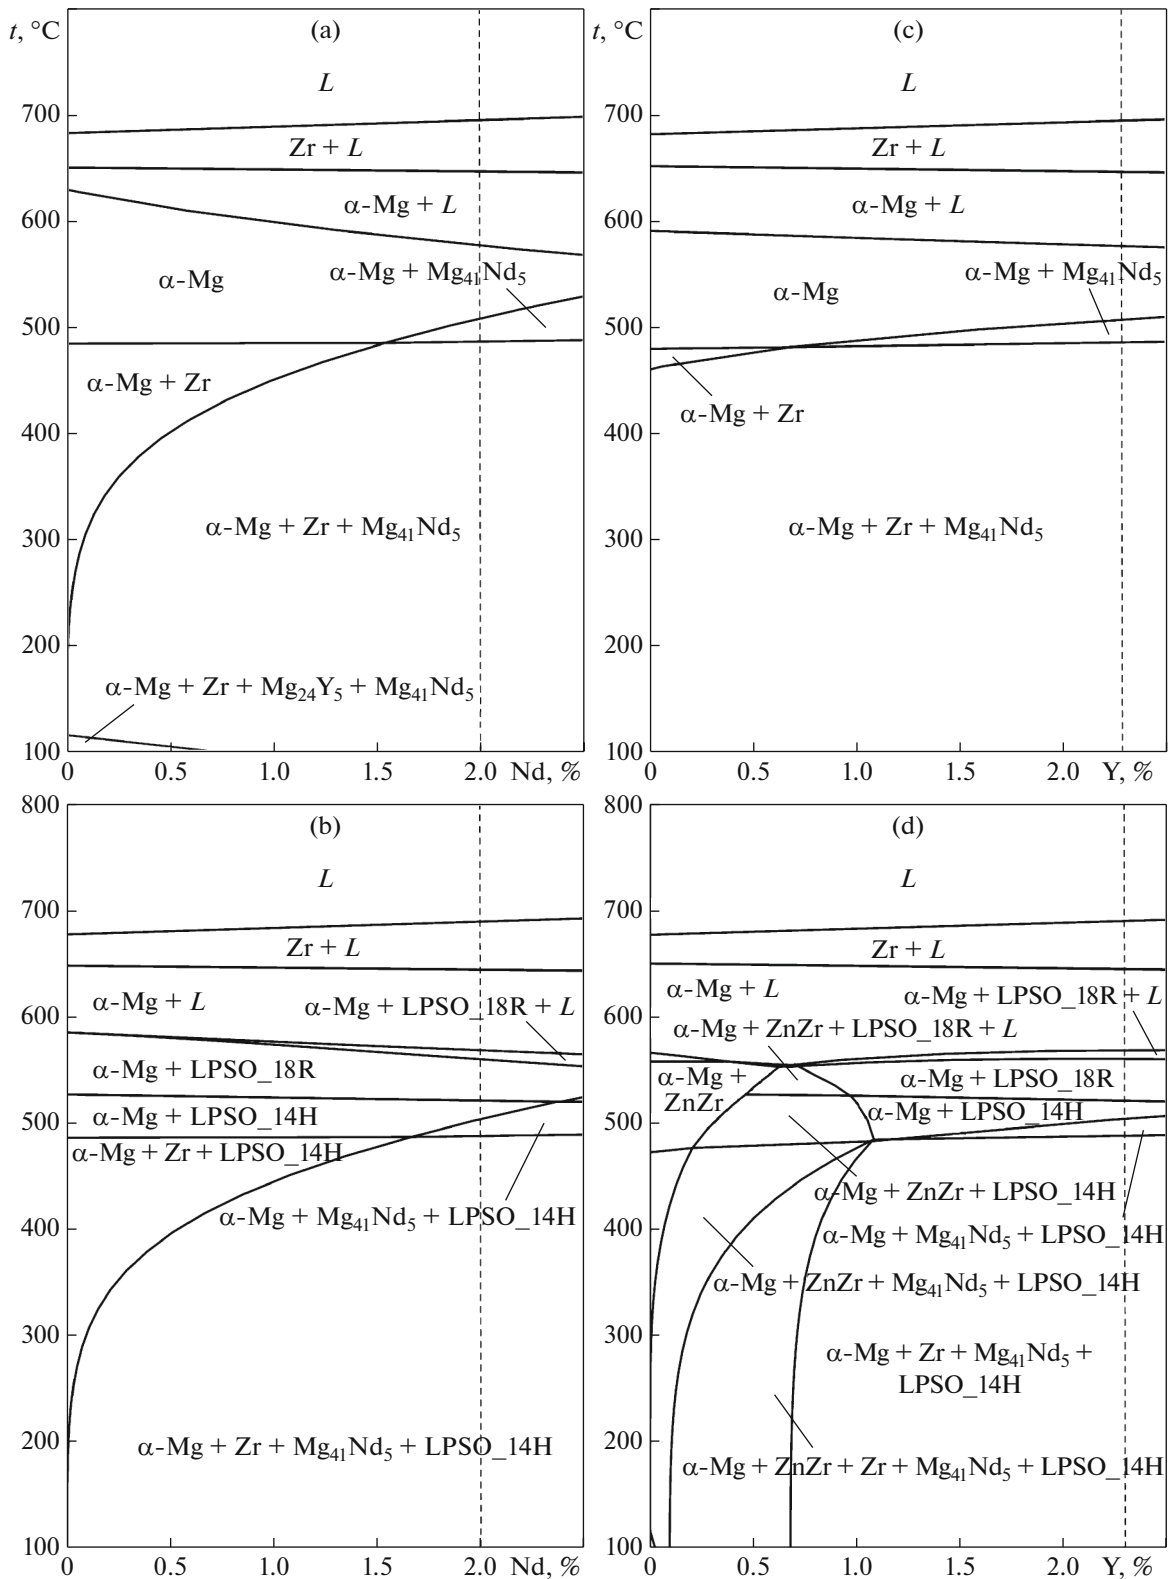 t, °C
(a)
L
700
Zr + L
600
α-Mg + L
α-Mg
α-Mg + Mg41Nd5
500
α-Mg + Zr
400
α-Mg + Zr + Mg41Nd5
300
200
α-Mg + Zr + Mg24Y5 + Mg41Nd5
100
0 0.5 1.0 1.5 2.0 Nd, %
t, °C
(c)
L
700
Zr + L
600
α-Mg + L
α-Mg + Mg41Nd5
α-Mg
500
α-Mg + Zr
400
α-Mg + Zr + Mg41Nd5
300
200
100
0 0.5 1.0 1.5 2.0 Y, %
800
(b)
L
700
Zr + L
α-Mg + L
α-Mg + LPSO_18R + L
600
α-Mg + LPSO_18R
500
α-Mg + LPSO_14H
α-Mg + Zr + LPSO_14H
α-Mg + Mg41Nd5 + LPSO_14H
400
300
200
α-Mg + Zr + Mg41Nd5 + LPSO_14H
100
0 0.5 1.0 1.5 2.0 Nd, %
800
(d)
L
700
Zr + L
α-Mg + L
α-Mg + LPSO_18R + L
600
α-Mg + ZnZr + LPSO_18R + L
α-Mg +
ZnZr
α-Mg + LPSO_18R
α-Mg + LPSO_14H
500
α-Mg + ZnZr + LPSO_14H
400
α-Mg + Mg41Nd5 + LPSO_14H
α-Mg + ZnZr + Mg41Nd5 + LPSO_14H
300
α-Mg + Zr + Mg41Nd5 +
LPSO_14H
200
α-Mg + ZnZr + Zr + Mg41Nd5 + LPSO_14H
100
0 0.5 1.0 1.5 2.0 Y, %